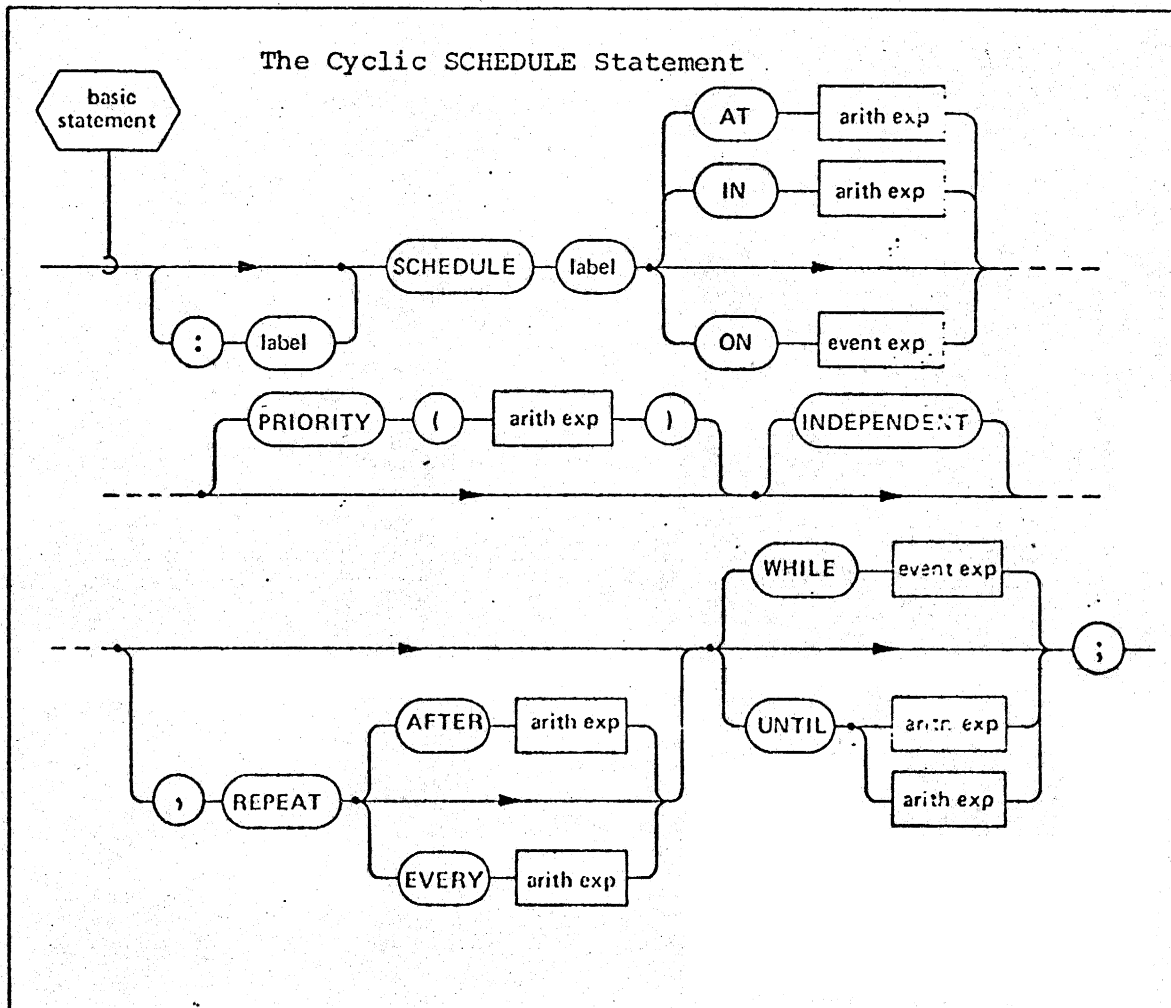 The Cyclic SCHEDULE Statement
basic
statement
AT arith exp
IN arith exp
SCHEDULE label
: label
ON event exp
PRIORITY ( arith exp )
INDEPENDENT
WHILE event exp
;
AFTER arith exp
UNTIL arith exp
, REPEAT
arith exp
EVERY arith exp